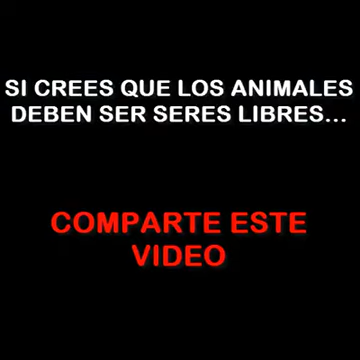 SI CREES QUE LOS ANIMALES
DEBEN SER SERES LIBRES...
COMPARTE ESTE
VIDEO